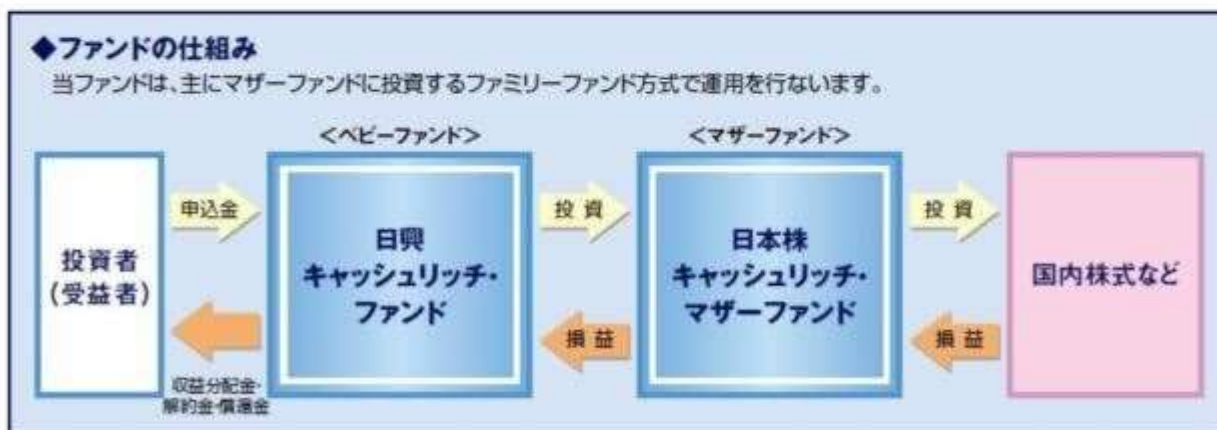 ◆ファンドの仕組み
当ファンドは、主にマザーファンドに投資するファミリーファンド方式で運用を行ないます。
＜ベビーファンド＞
＜マザーファンド＞
投資者
(受益者)
申込金
収益分配金・
解約金・償還金
日興
キャッシュリッチ・
ファンド
投資
損益
日本株
キャッシュリッチ・
マザーファンド
投資
損益
国内株式など